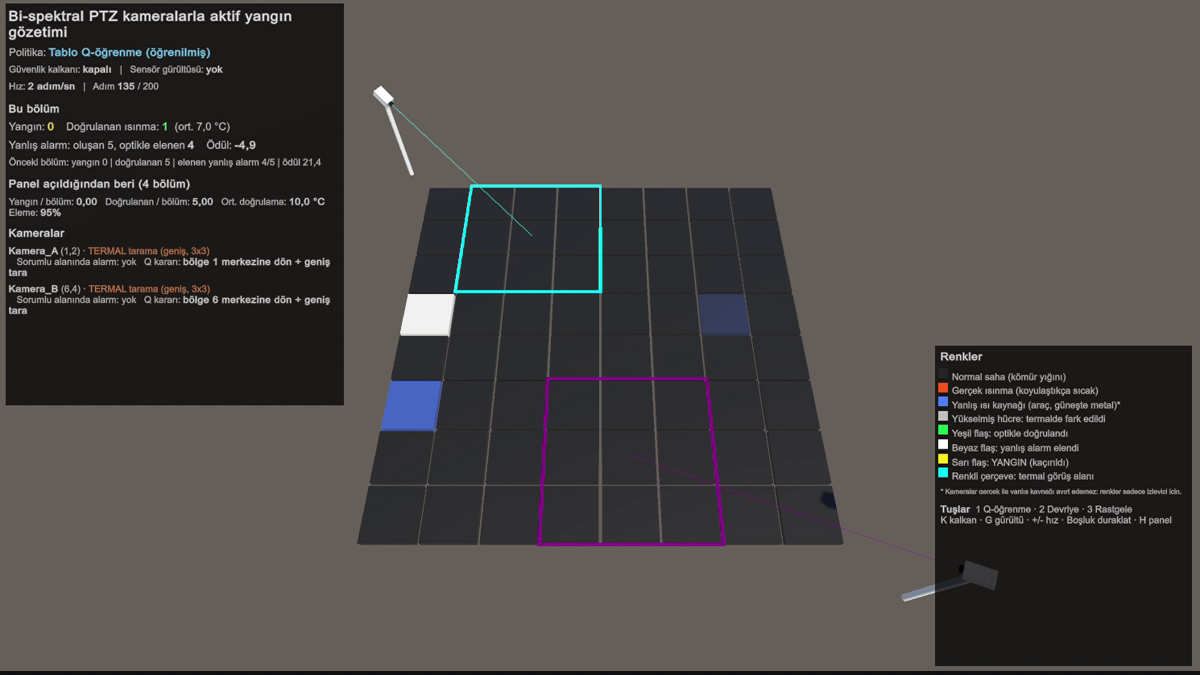 Bi-spektral PTZ kameralarla aktif yangın
gözetimi
Politika: Tablo Q-öğrenme (öğrenilmiş)
Güvenlik kalkanı: kapalı | Sensör gürültüsü: yok
Hız: 2 adım/sn | Adım 135 / 200
Bu bölüm
Yangın: 0 Doğrulanan ısınma: 1 (ort. 7,0 °C)
Yanlış alarm: oluşan 5, optikle elenen 4 Ödül: -4,9
Önceki bölüm: yangın 0 | doğrulanan 5 | elenen yanlış alarm 4/5 | ödül 21,4
Panel açıldığından beri (4 bölüm)
Yangın / bölüm: 0,00 Doğrulanan / bölüm: 5,00 Ort. doğrulama: 10,0 °C
Eleme: 95%
Kameralar
Kamera_A (1,2) · TERMAL tarama (geniş, 3x3)
Sorumlu alanında alarm: yok Q kararı: bölge 1 merkezine dön + geniş
tara
Kamera_B (6,4) · TERMAL tarama (geniş, 3x3)
Sorumlu alanında alarm: yok Q kararı: bölge 6 merkezine dön + geniş
tara
Renkler
Normal saha (kömür yığını)
Gerçek ısınma (koyulaştıkça sıcak)
Yanlış ısı kaynağı (araç, güneşte metal)*
Yükselmiş hücre: termalde fark edildi
Yeşil flaş: optikle doğrulandı
Beyaz flaş: yanlış alarm elendi
Sarı flaş: YANGIN (kaçırıldı)
Renkli çerçeve: termal görüş alanı
* Kameralar gerçek ile yanlış kaynağı ayırt edemez; renkler sadece izleyici için.
Tuşlar 1 Q-öğrenme · 2 Devriye · 3 Rastgele
K kalkan · G gürültü · +/- hız · Boşluk duraklat · H panel